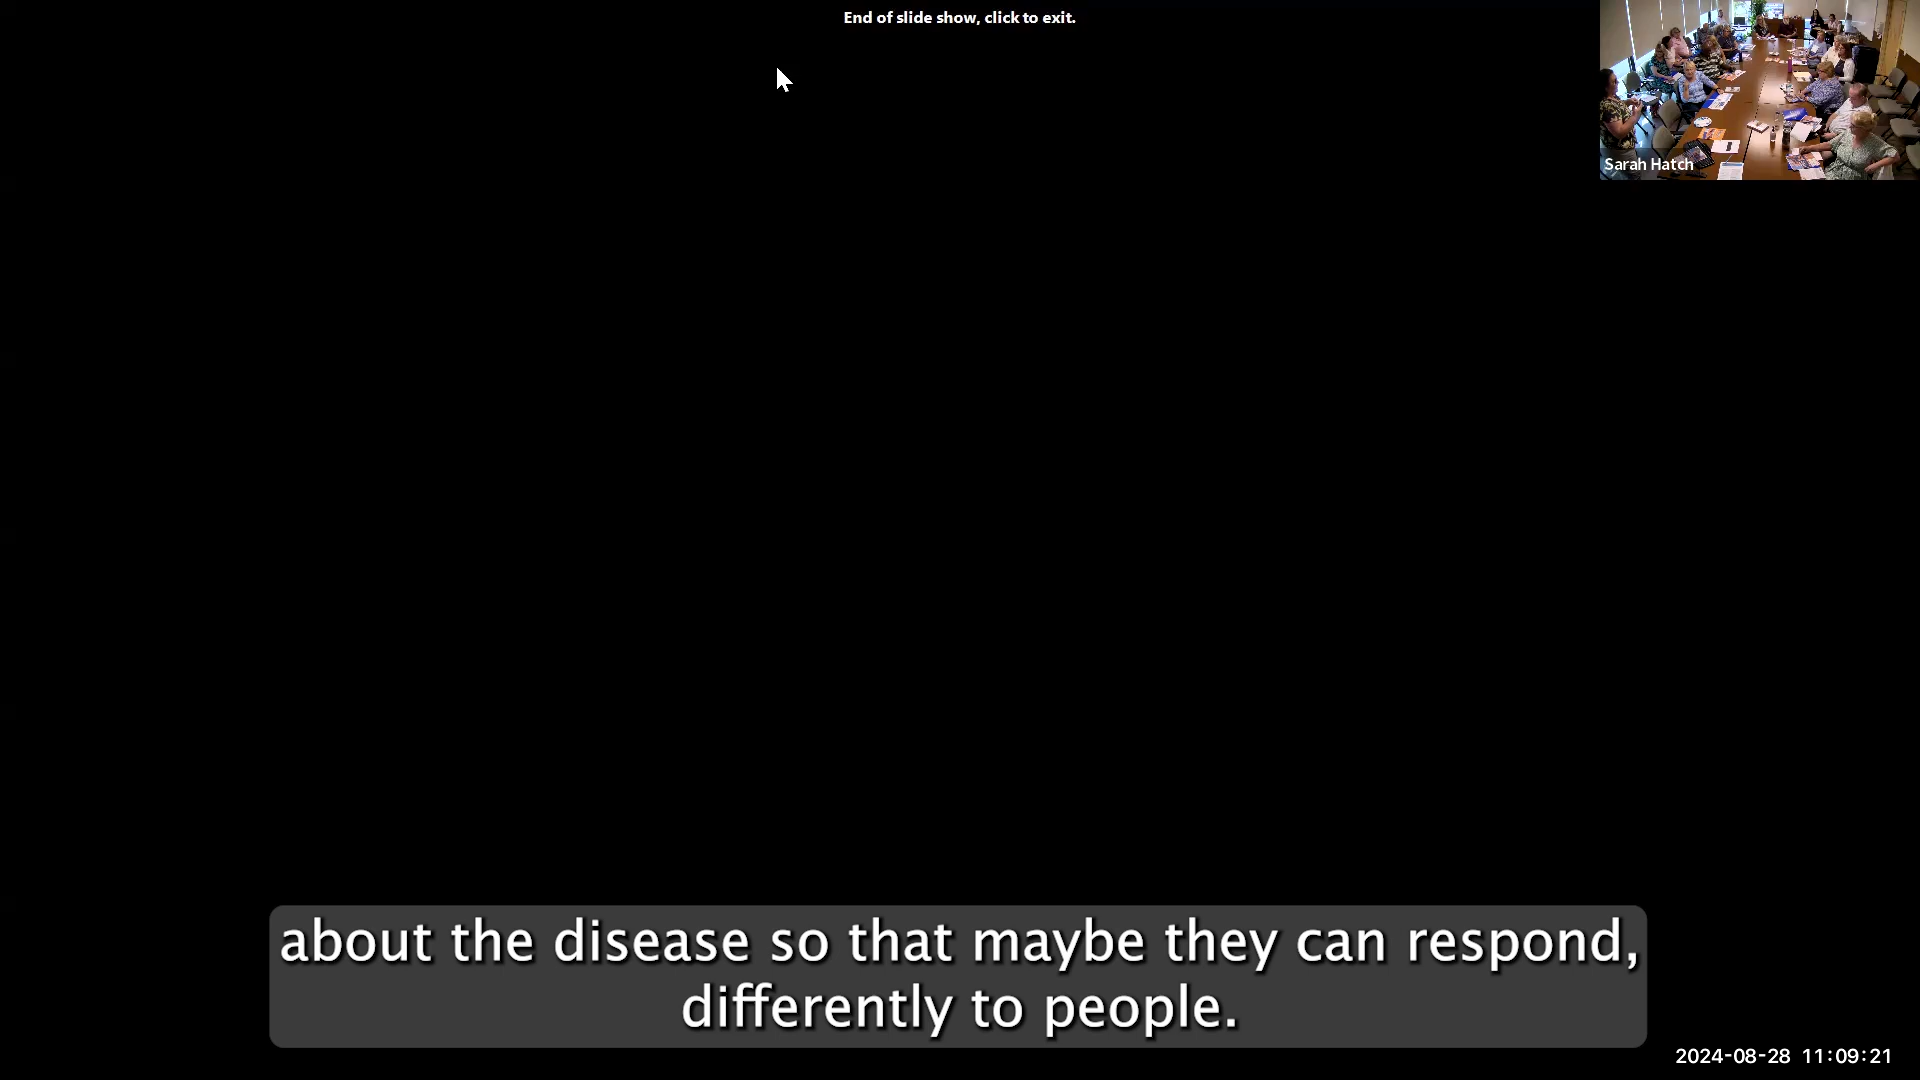 End of slide show, click to exit.
Sarah Hatch
about the disease so that maybe they can respond,
differently to people.
2024-08-28 11:09:21